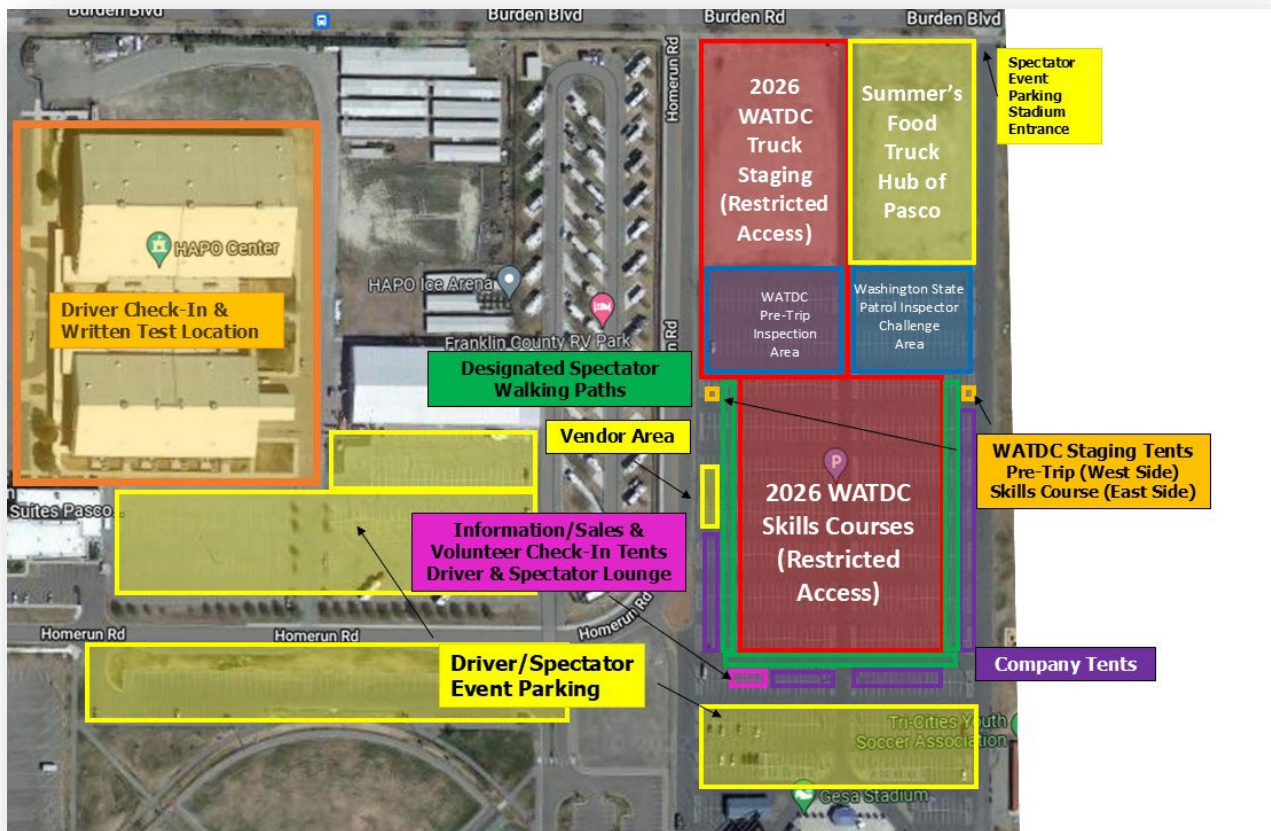 Burden Blvd
Burden Rd
Burden Blvd
Homerun Rd
Spectator
Event
Parking
Stadium
Entrance
2026
WATDC
Truck
Staging
(Restricted
Access)
Summer's
Food
Truck
Hub of
Pasco
HAPO Center
HAPO Ice Arena
Driver Check-In &
Written Test Location
WATDC
Pre-Trip
Inspection
Area
Washington State
Patrol Inspector
Challenge
Area
Franklin County RV Park
Designated Spectator
Walking Paths
Vendor Area
WATDC Staging Tents
Pre-Trip (West Side)
Skills Course (East Side)
P
2026 WATDC
Skills Courses
(Restricted
Access)
Suites Pasco
Information/Sales &
Volunteer Check-In Tents
Driver & Spectator Lounge
Homerun Rd
Homerun Rd
Homerun Rd
Driver/Spectator
Event Parking
Company Tents
Tri-Cities Youth
Soccer Association
Gesa Stadium